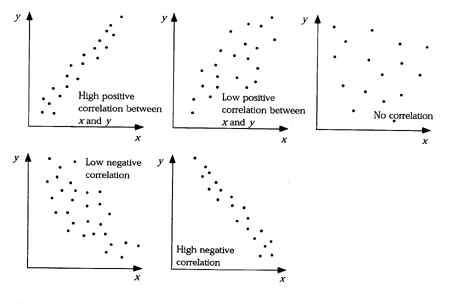 y
High positive
correlation between
x and y
x
y
Low positive
correlation between
x and y
x
y
No correlation
x
y
Low negative
correlation
x
y
High negative
correlation
x